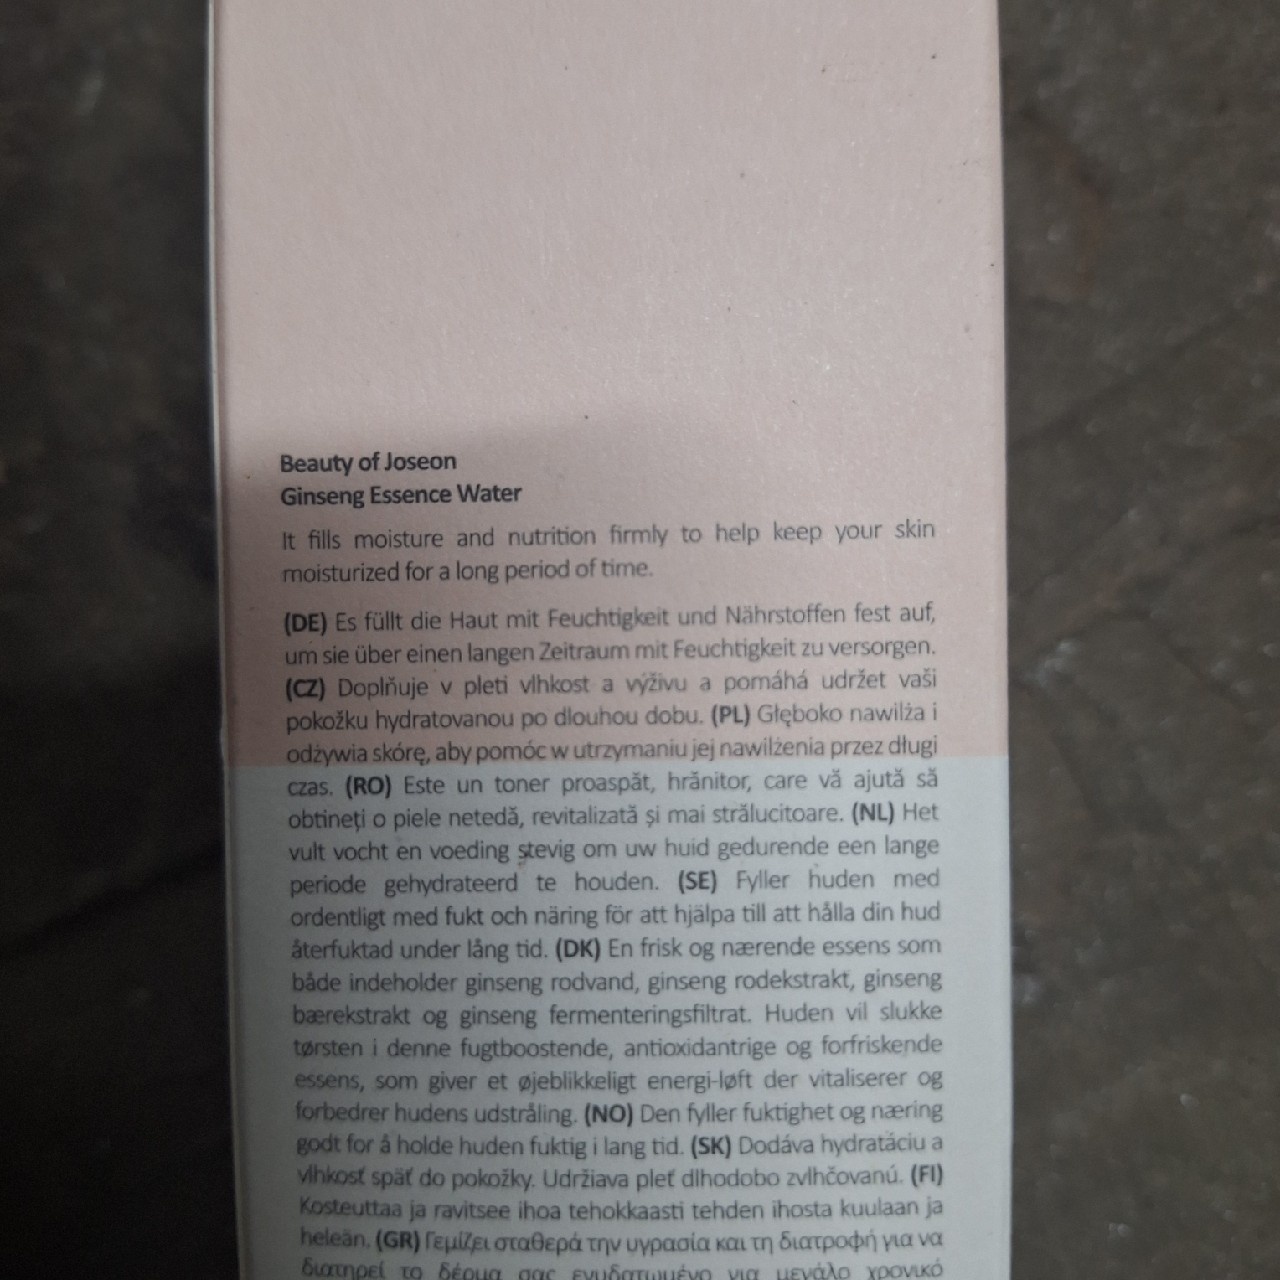 Beauty of Joseon
Ginseng Essence Water
It fills moisture and nutrition firmly to help keep your skin
moisturized for a long period of time.
(DE) Es füllt die Haut mit Feuchtigkeit und Nährstoffen fest auf,
um sie über einen langen Zeitraum mit Feuchtigkeit zu versorgen.
(CZ) Doplňuje v pleti vlhkost a výživu a pomáhá udržet vaši
pokožku hydratovanou po dlouhou dobu. (PL) Głęboko nawilża i
odżywia skórę, aby pomóc w utrzymaniu jej nawilżenia przez długi
czas. (RO) Este un toner proaspăt, hrănitor, care vă ajută să
obtineți o piele netedă, revitalizată și mai strălucitoare. (NL) Het
vult vocht en voeding stevig om uw huid gedurende een lange
periode gehydrateerd te houden. (SE) Fyller huden med
ordentligt med fukt och näring för att hjälpa till att hålla din hud
återfuktad under lång tid. (DK) En frisk og nærende essens som
både indeholder ginseng rodvand, ginseng rodekstrakt, ginseng
bærekstrakt og ginseng fermenteringsfiltrat. Huden vil slukke
tørsten i denne fugtboostende, antioxidantrige og forfriskende
essens, som giver et øjeblikkeligt energi-løft der vitaliserer og
forbedrer hudens udstråling. (NO) Den fyller fuktighet og næring
godt for å holde huden fuktig i lang tid. (SK) Dodáva hydratáciu a
vlhkosť späť do pokožky. Udržiava pleť dlhodobo zvlhčovanú. (FI)
Kosteuttaa ja ravitsee ihoa tehokkaasti tehden ihosta kuulaan ja
heleän. (GR) Γεμίζει σταθερά την υγρασία και τη διατροφή για να
διατηρεί το δέρμα σας ενυδατωμένο για μεγάλο χρονικό